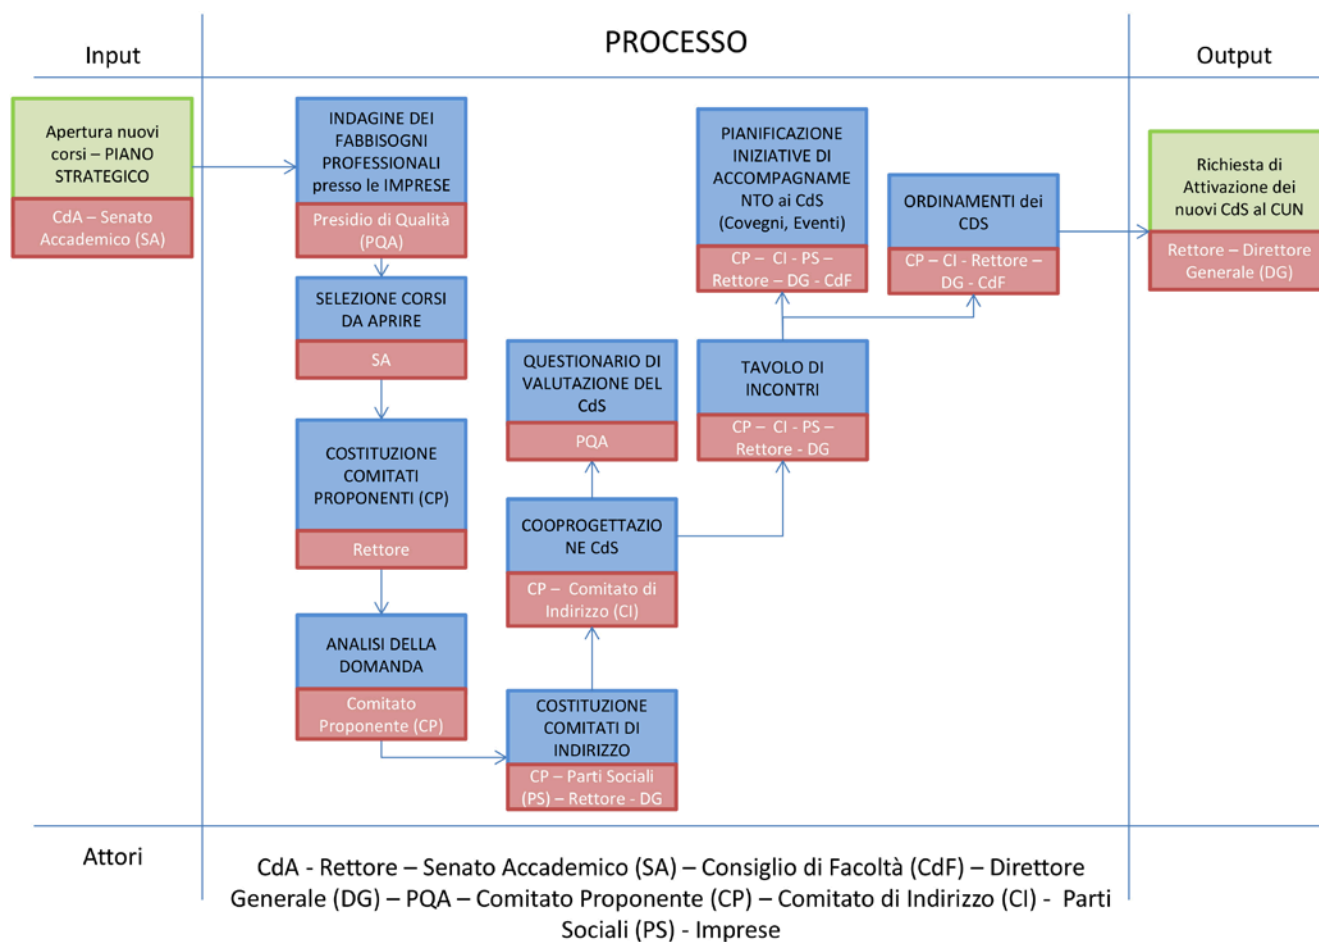 Input
PROCESSO
Output
Apertura nuovi
corsi – PIANO
STRATEGICO
CdA – Senato
Accademico (SA)
INDAGINE DEI
FABBISOGNI
PROFESSIONALI
presso le IMPRESE
Presidio di Qualità
(PQA)
SELEZIONE CORSI
DA APRIRE
SA
COSTITUZIONE
COMITATI
PROPONENTI (CP)
Rettore
ANALISI DELLA
DOMANDA
Comitato
Proponente (CP)
COSTITUZIONE
COMITATI DI
INDIRIZZO
CP – Parti Sociali
(PS) – Rettore - DG
COOPROGETTAZIO
NE CdS
CP – Comitato di
Indirizzo (CI)
QUESTIONARIO DI
VALUTAZIONE DEL
CdS
PQA
TAVOLO DI
INCONTRI
CP – CI - PS –
Rettore - DG
PIANIFICAZIONE
INIZIATIVE DI
ACCOMPAGNAME
NTO ai CdS
(Covegni, Eventi)
CP – CI - PS –
Rettore – DG - CdF
ORDINAMENTI dei
CDS
CP – CI - Rettore –
DG - CdF
Richiesta di
Attivazione dei
nuovi CdS al CUN
Rettore – Direttore
Generale (DG)
Attori
CdA - Rettore – Senato Accademico (SA) – Consiglio di Facoltà (CdF) – Direttore
Generale (DG) – PQA – Comitato Proponente (CP) – Comitato di Indirizzo (CI) - Parti
Sociali (PS) - Imprese